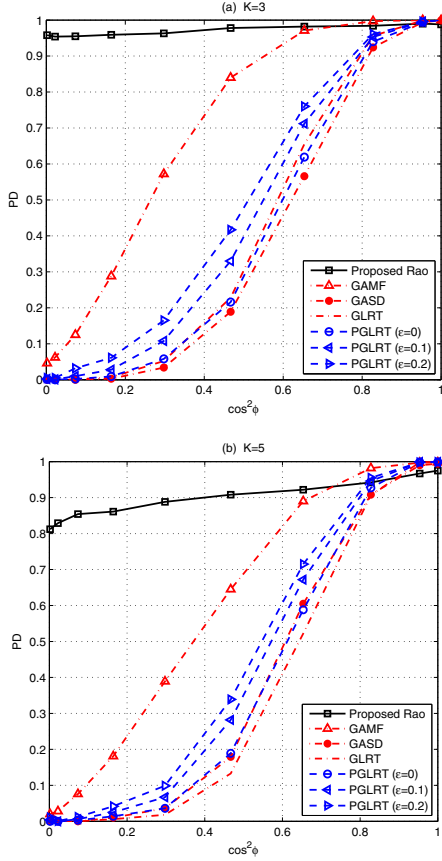 (a) K=3
1
0.9
0.8
0.7
0.6
0.5
0.4
0.3
0.2
0.1
0
PD
Proposed Rao
GAMF
GASD
GLRT
PGLRT (ε=0)
PGLRT (ε=0.1)
PGLRT (ε=0.2)
0 0.2 0.4 0.6 0.8 1
cos²ϕ
(b) K=5
1
0.9
0.8
0.7
0.6
0.5
0.4
0.3
0.2
0.1
0
PD
Proposed Rao
GAMF
GASD
GLRT
PGLRT (ε=0)
PGLRT (ε=0.1)
PGLRT (ε=0.2)
0 0.2 0.4 0.6 0.8 1
cos²ϕ